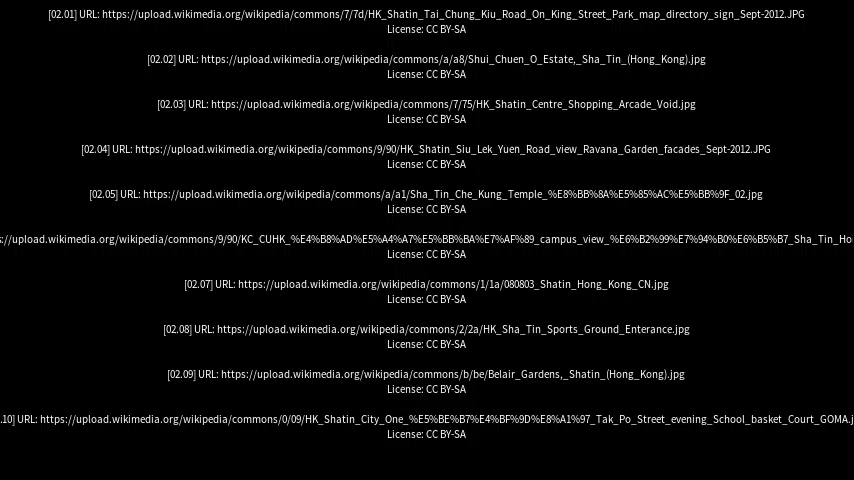 [02.01] URL: https://upload.wikimedia.org/wikipedia/commons/7/7d/HK_Shatin_Tai_Chung_Kiu_Road_On_King_Street_Park_map_directory_sign_Sept-2012.JPG
License: CC BY-SA
[02.02] URL: https://upload.wikimedia.org/wikipedia/commons/a/a8/Shui_Chuen_O_Estate,_Sha_Tin_(Hong_Kong).jpg
License: CC BY-SA
[02.03] URL: https://upload.wikimedia.org/wikipedia/commons/7/75/HK_Shatin_Centre_Shopping_Arcade_Void.jpg
License: CC BY-SA
[02.04] URL: https://upload.wikimedia.org/wikipedia/commons/9/90/HK_Shatin_Siu_Lek_Yuen_Road_view_Ravana_Garden_facades_Sept-2012.JPG
License: CC BY-SA
[02.05] URL: https://upload.wikimedia.org/wikipedia/commons/a/a1/Sha_Tin_Che_Kung_Temple_%E8%BB%8A%E5%85%AC%E5%BB%9F_02.jpg
License: CC BY-SA
s://upload.wikimedia.org/wikipedia/commons/9/90/KC_CUHK_%E4%B8%AD%E5%A4%A7%E5%BB%BA%E7%AF%89_campus_view_%E6%B2%99%E7%94%B0%E6%B5%B7_Sha_Tin_Ho
License: CC BY-SA
[02.07] URL: https://upload.wikimedia.org/wikipedia/commons/1/1a/080803_Shatin_Hong_Kong_CN.jpg
License: CC BY-SA
[02.08] URL: https://upload.wikimedia.org/wikipedia/commons/2/2a/HK_Sha_Tin_Sports_Ground_Enterance.jpg
License: CC BY-SA
[02.09] URL: https://upload.wikimedia.org/wikipedia/commons/b/be/Belair_Gardens,_Shatin_(Hong_Kong).jpg
License: CC BY-SA
.10] URL: https://upload.wikimedia.org/wikipedia/commons/0/09/HK_Shatin_City_One_%E5%BE%B7%E4%BF%9D%E8%A1%97_Tak_Po_Street_evening_School_basket_Court_GOMA.j
License: CC BY-SA